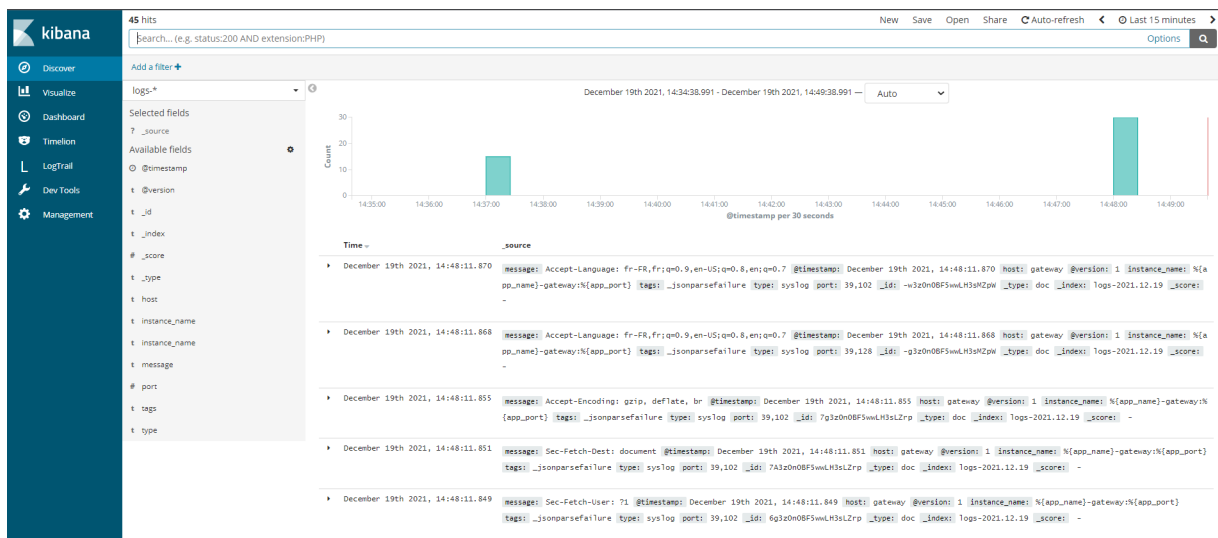 kibana
Discover
Visualize
Dashboard
Timelion
LogTrail
Dev Tools
Management
45 hits
New Save Open Share Auto-refresh Last 15 minutes
Search... (e.g. status:200 AND extension:PHP)
Options
Add a filter +
logs-*
Selected fields
? _source
Available fields
@timestamp
t @version
t _id
t _index
# _score
t _type
t host
t instance_name
t instance_name
t message
# port
t tags
t type
December 19th 2021, 14:34:38.991 - December 19th 2021, 14:49:38.991 — Auto
Count
30
20
10
0
14:35:00 14:36:00 14:37:00 14:38:00 14:39:00 14:40:00 14:41:00 14:42:00 14:43:00 14:44:00 14:45:00 14:46:00 14:47:00 14:48:00 14:49:00
@timestamp per 30 seconds
Time _source
December 19th 2021, 14:48:11.870 message: Accept-Language: fr-FR,fr;q=0.9,en-US;q=0.8,en;q=0.7 @timestamp: December 19th 2021, 14:48:11.870 host: gateway @version: 1 instance_name: %{a
pp_name}-gateway:%{app_port} tags: _jsonparsefailure type: syslog port: 39,102 _id: -w3zOnOBF5wwLH3sMZpW _type: doc _index: logs-2021.12.19 _score:
-
December 19th 2021, 14:48:11.868 message: Accept-Language: fr-FR,fr;q=0.9,en-US;q=0.8,en;q=0.7 @timestamp: December 19th 2021, 14:48:11.868 host: gateway @version: 1 instance_name: %{a
pp_name}-gateway:%{app_port} tags: _jsonparsefailure type: syslog port: 39,128 _id: -g3zOnOBF5wwLH3sMZpW _type: doc _index: logs-2021.12.19 _score:
-
December 19th 2021, 14:48:11.855 message: Accept-Encoding: gzip, deflate, br @timestamp: December 19th 2021, 14:48:11.855 host: gateway @version: 1 instance_name: %{app_name}-gateway:%
{app_port} tags: _jsonparsefailure type: syslog port: 39,102 _id: 7g3zOnOBF5wwLH3sLZrp _type: doc _index: logs-2021.12.19 _score: -
December 19th 2021, 14:48:11.851 message: Sec-Fetch-Dest: document @timestamp: December 19th 2021, 14:48:11.851 host: gateway @version: 1 instance_name: %{app_name}-gateway:%{app_port}
tags: _jsonparsefailure type: syslog port: 39,102 _id: 7A3zOnOBF5wwLH3sLZrp _type: doc _index: logs-2021.12.19 _score: -
December 19th 2021, 14:48:11.849 message: Sec-Fetch-User: ?1 @timestamp: December 19th 2021, 14:48:11.849 host: gateway @version: 1 instance_name: %{app_name}-gateway:%{app_port}
tags: _jsonparsefailure type: syslog port: 39,102 _id: 6g3zOnOBF5wwLH3sLZrp _type: doc _index: logs-2021.12.19 _score: -